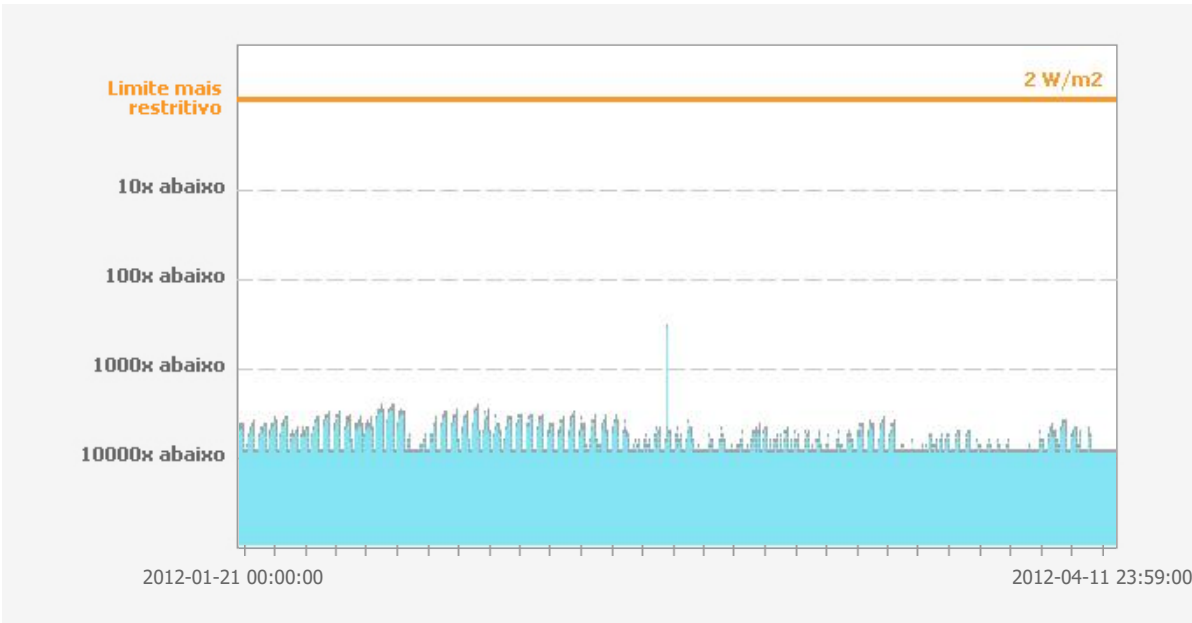 2 W/m2
Limite mais
restritivo
10x abaixo
100x abaixo
1000x abaixo
10000x abaixo
2012-01-21 00:00:00
2012-04-11 23:59:00